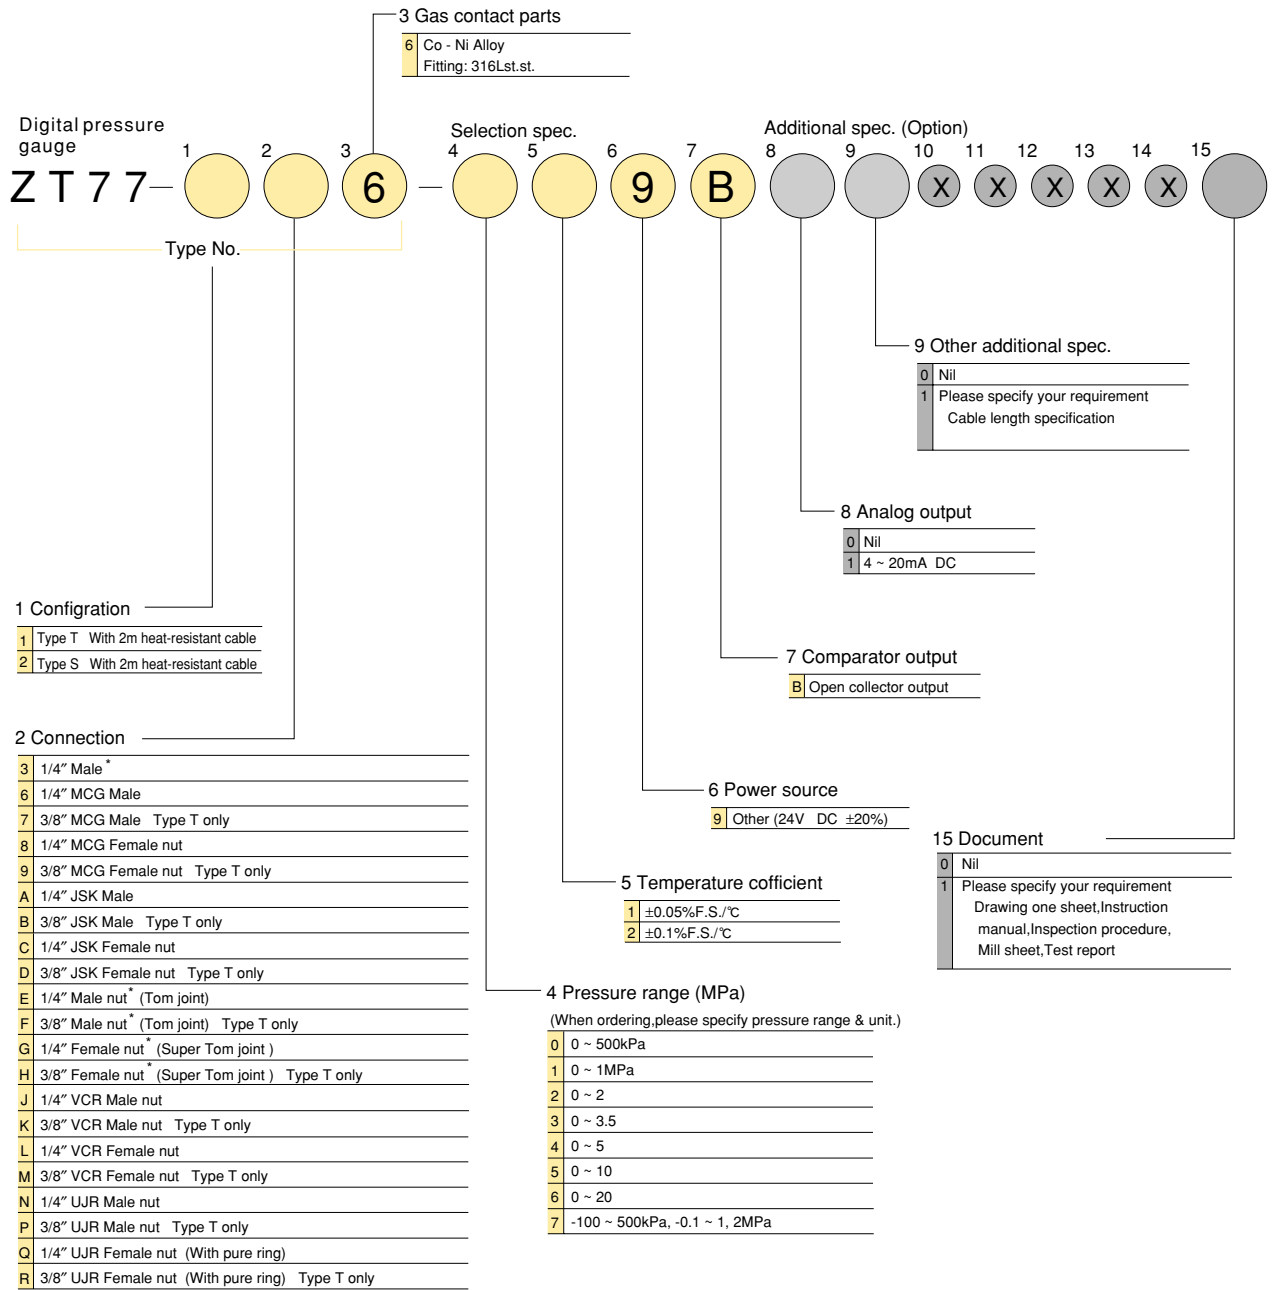 3 Gas contact parts
6 Co - Ni Alloy
Fitting: 316Lst.st.
Digital pressure
gauge
Selection spec.
Additional spec. (Option)
1 2 3 4 5 6 7 8 9 10 11 12 13 14 15
ZT77– 6 – 9 B X X X X X
Type No.
9 Other additional spec.
0 Nil
1 Please specify your requirement
Cable length specification
8 Analog output
0 Nil
1 4 ~ 20mA DC
1 Configration
1 Type T With 2m heat-resistant cable
2 Type S With 2m heat-resistant cable
7 Comparator output
B Open collector output
2 Connection
3 1/4″ Male*
6 1/4″ MCG Male
7 3/8″ MCG Male Type T only
8 1/4″ MCG Female nut
9 3/8″ MCG Female nut Type T only
A 1/4″ JSK Male
B 3/8″ JSK Male Type T only
C 1/4″ JSK Female nut
D 3/8″ JSK Female nut Type T only
E 1/4″ Male nut* (Tom joint)
F 3/8″ Male nut* (Tom joint) Type T only
G 1/4″ Female nut* (Super Tom joint )
H 3/8″ Female nut* (Super Tom joint ) Type T only
J 1/4″ VCR Male nut
K 3/8″ VCR Male nut Type T only
L 1/4″ VCR Female nut
M 3/8″ VCR Female nut Type T only
N 1/4″ UJR Male nut
P 3/8″ UJR Male nut Type T only
Q 1/4″ UJR Female nut (With pure ring)
R 3/8″ UJR Female nut (With pure ring) Type T only
6 Power source
9 Other (24V DC ±20%)
5 Temperature cofficient
1 ±0.05%F.S./℃
2 ±0.1%F.S./℃
4 Pressure range (MPa)
(When ordering,please specify pressure range & unit.)
0 0 ~ 500kPa
1 0 ~ 1MPa
2 0 ~ 2
3 0 ~ 3.5
4 0 ~ 5
5 0 ~ 10
6 0 ~ 20
7 -100 ~ 500kPa, -0.1 ~ 1, 2MPa
15 Document
0 Nil
1 Please specify your requirement
Drawing one sheet,Instruction
manual,Inspection procedure,
Mill sheet,Test report